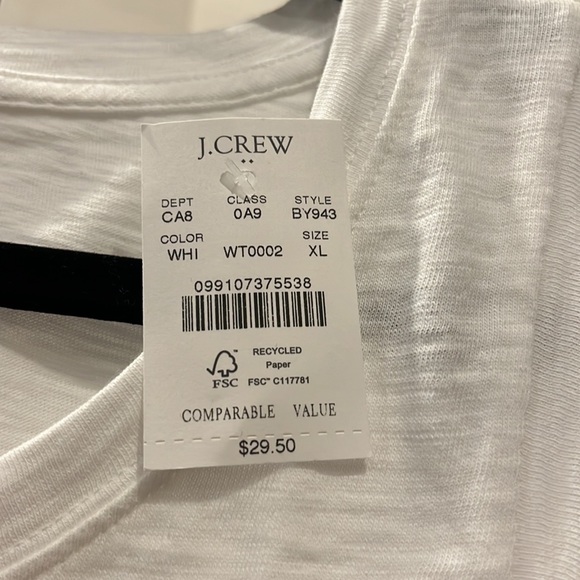 J.CREW
DEPT CLASS STYLE
CA8 0A9 BY943
COLOR SIZE
WHI WT0002 XL
099107375538
RECYCLED
Paper
FSC
FSC™ C117781
COMPARABLE VALUE
$29.50